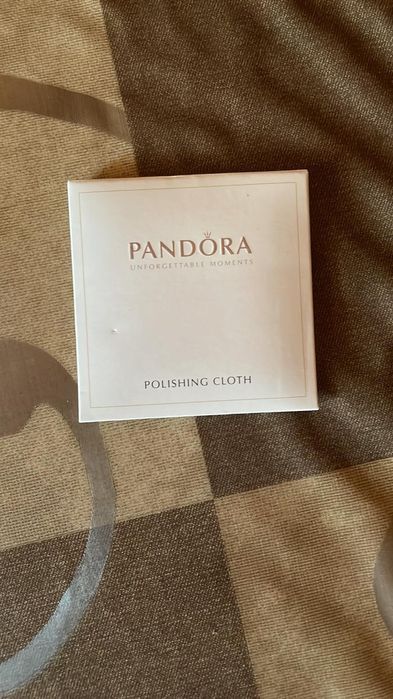 PANDORA
UNFORGETTABLE MOMENTS
POLISHING CLOTH